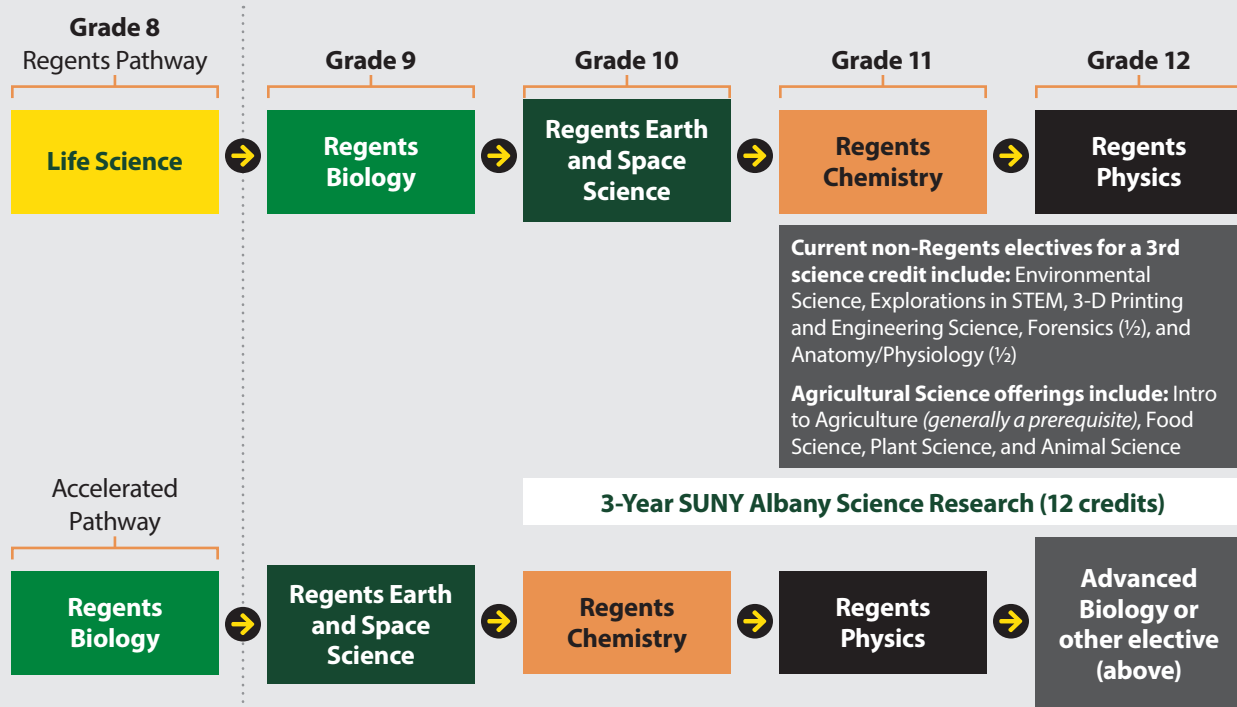 Grade 8
Regents Pathway
Grade 9
Grade 10
Grade 11
Grade 12
Life Science
Regents
Biology
Regents Earth
and Space
Science
Regents
Chemistry
Regents
Physics
Current non-Regents electives for a 3rd
science credit include: Environmental
Science, Explorations in STEM, 3-D Printing
and Engineering Science, Forensics (½), and
Anatomy/Physiology (½)
Agricultural Science offerings include: Intro
to Agriculture (generally a prerequisite), Food
Science, Plant Science, and Animal Science
3-Year SUNY Albany Science Research (12 credits)
Accelerated
Pathway
Regents
Biology
Regents Earth
and Space
Science
Regents
Chemistry
Regents
Physics
Advanced
Biology or
other elective
(above)